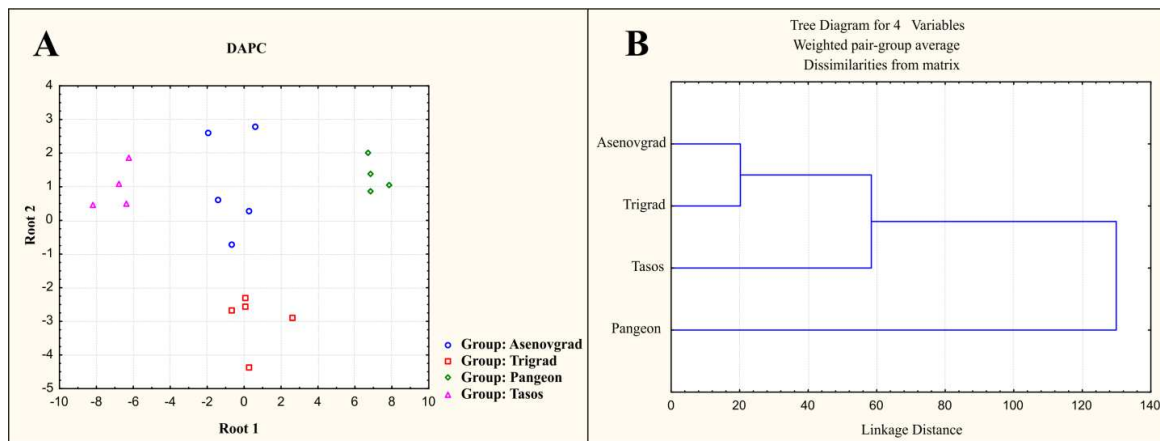 A
DAPC
4
3
2
1
0
-1
-2
-3
-4
-5
Root 2
-10 -8 -6 -4 -2 0 2 4 6 8 10
Root 1
Group: Asenovgrad
Group: Trigrad
Group: Pangeon
Group: Tasos
B
Tree Diagram for 4 Variables
Weighted pair-group average
Dissimilarities from matrix
Asenovgrad
Trigrad
Tasos
Pangeon
0 20 40 60 80 100 120 140
Linkage Distance